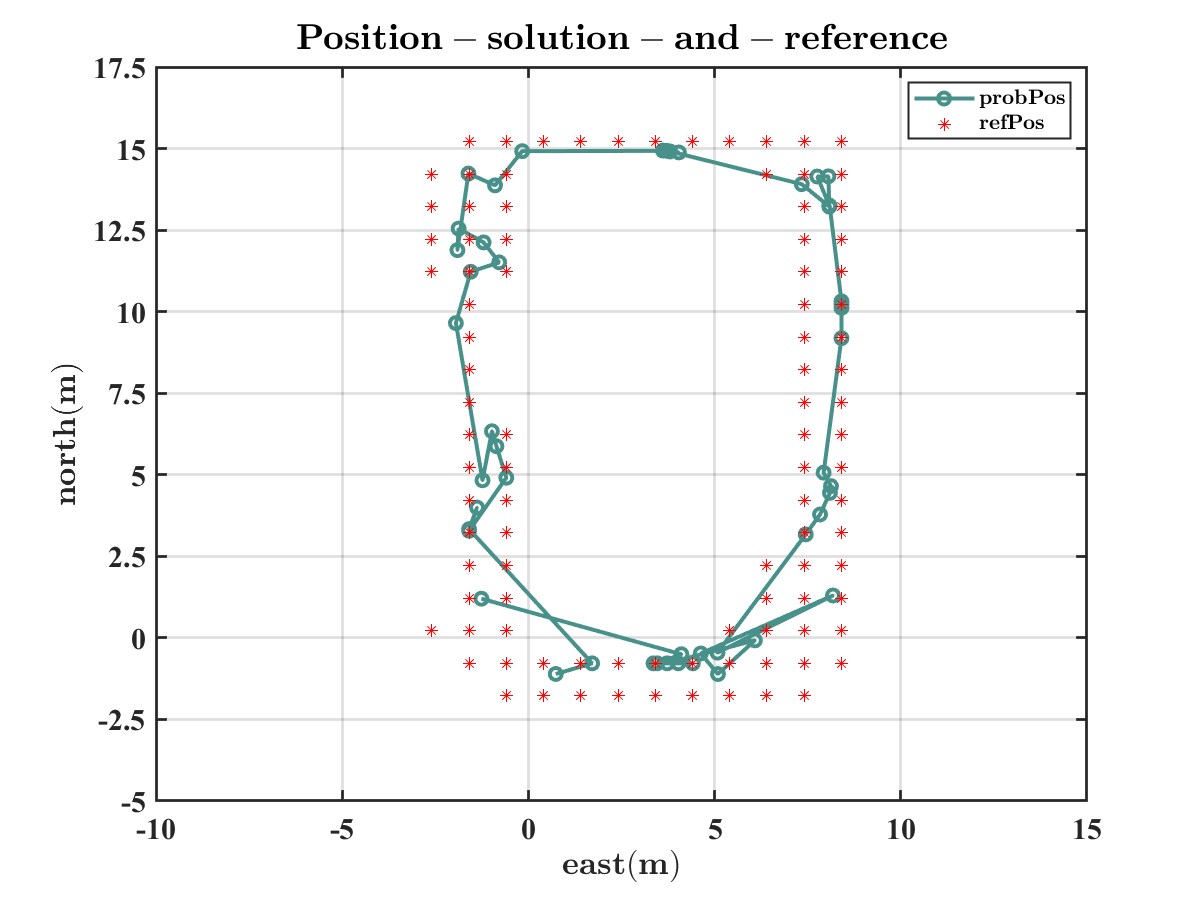 Position – solution – and – reference
probPos
refPos
17.5
15
12.5
10
7.5
5
2.5
0
-2.5
-5
north(m)
-10 -5 0 5 10 15
east(m)